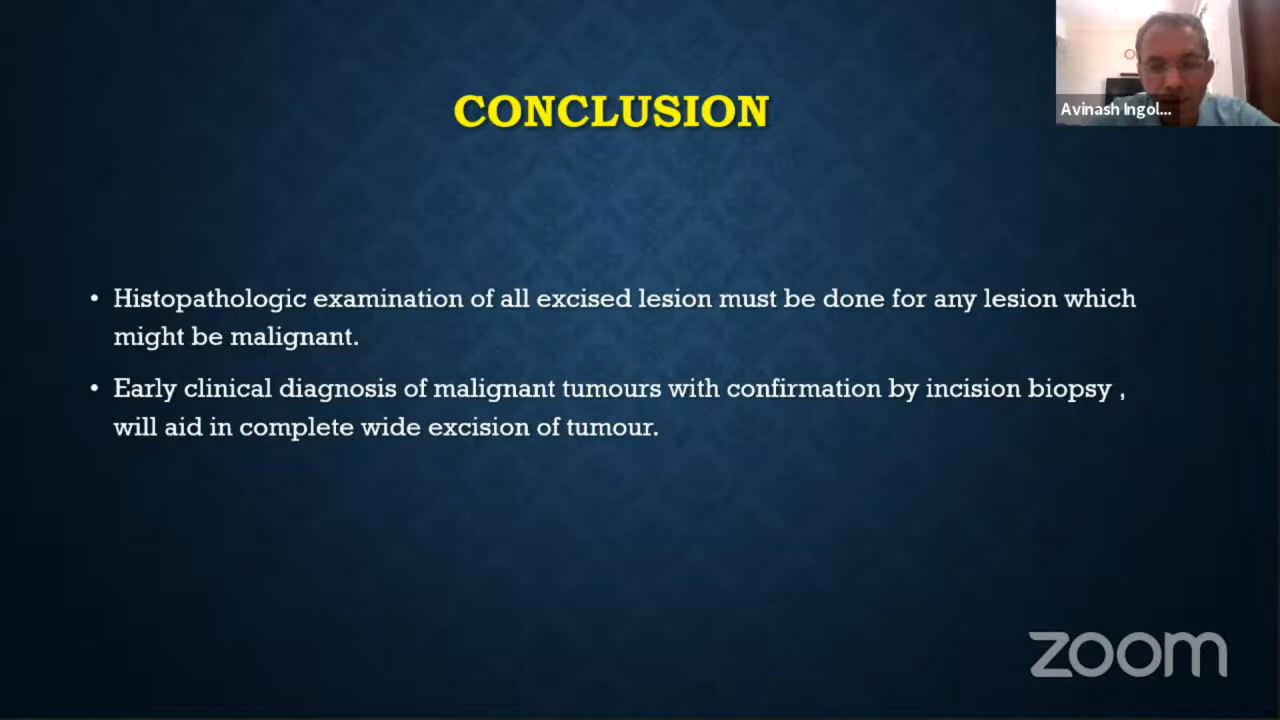 CONCLUSION
Avinash Ingol...
• Histopathologic examination of all excised lesion must be done for any lesion which
might be malignant.
• Early clinical diagnosis of malignant tumours with confirmation by incision biopsy ,
will aid in complete wide excision of tumour.
zoom